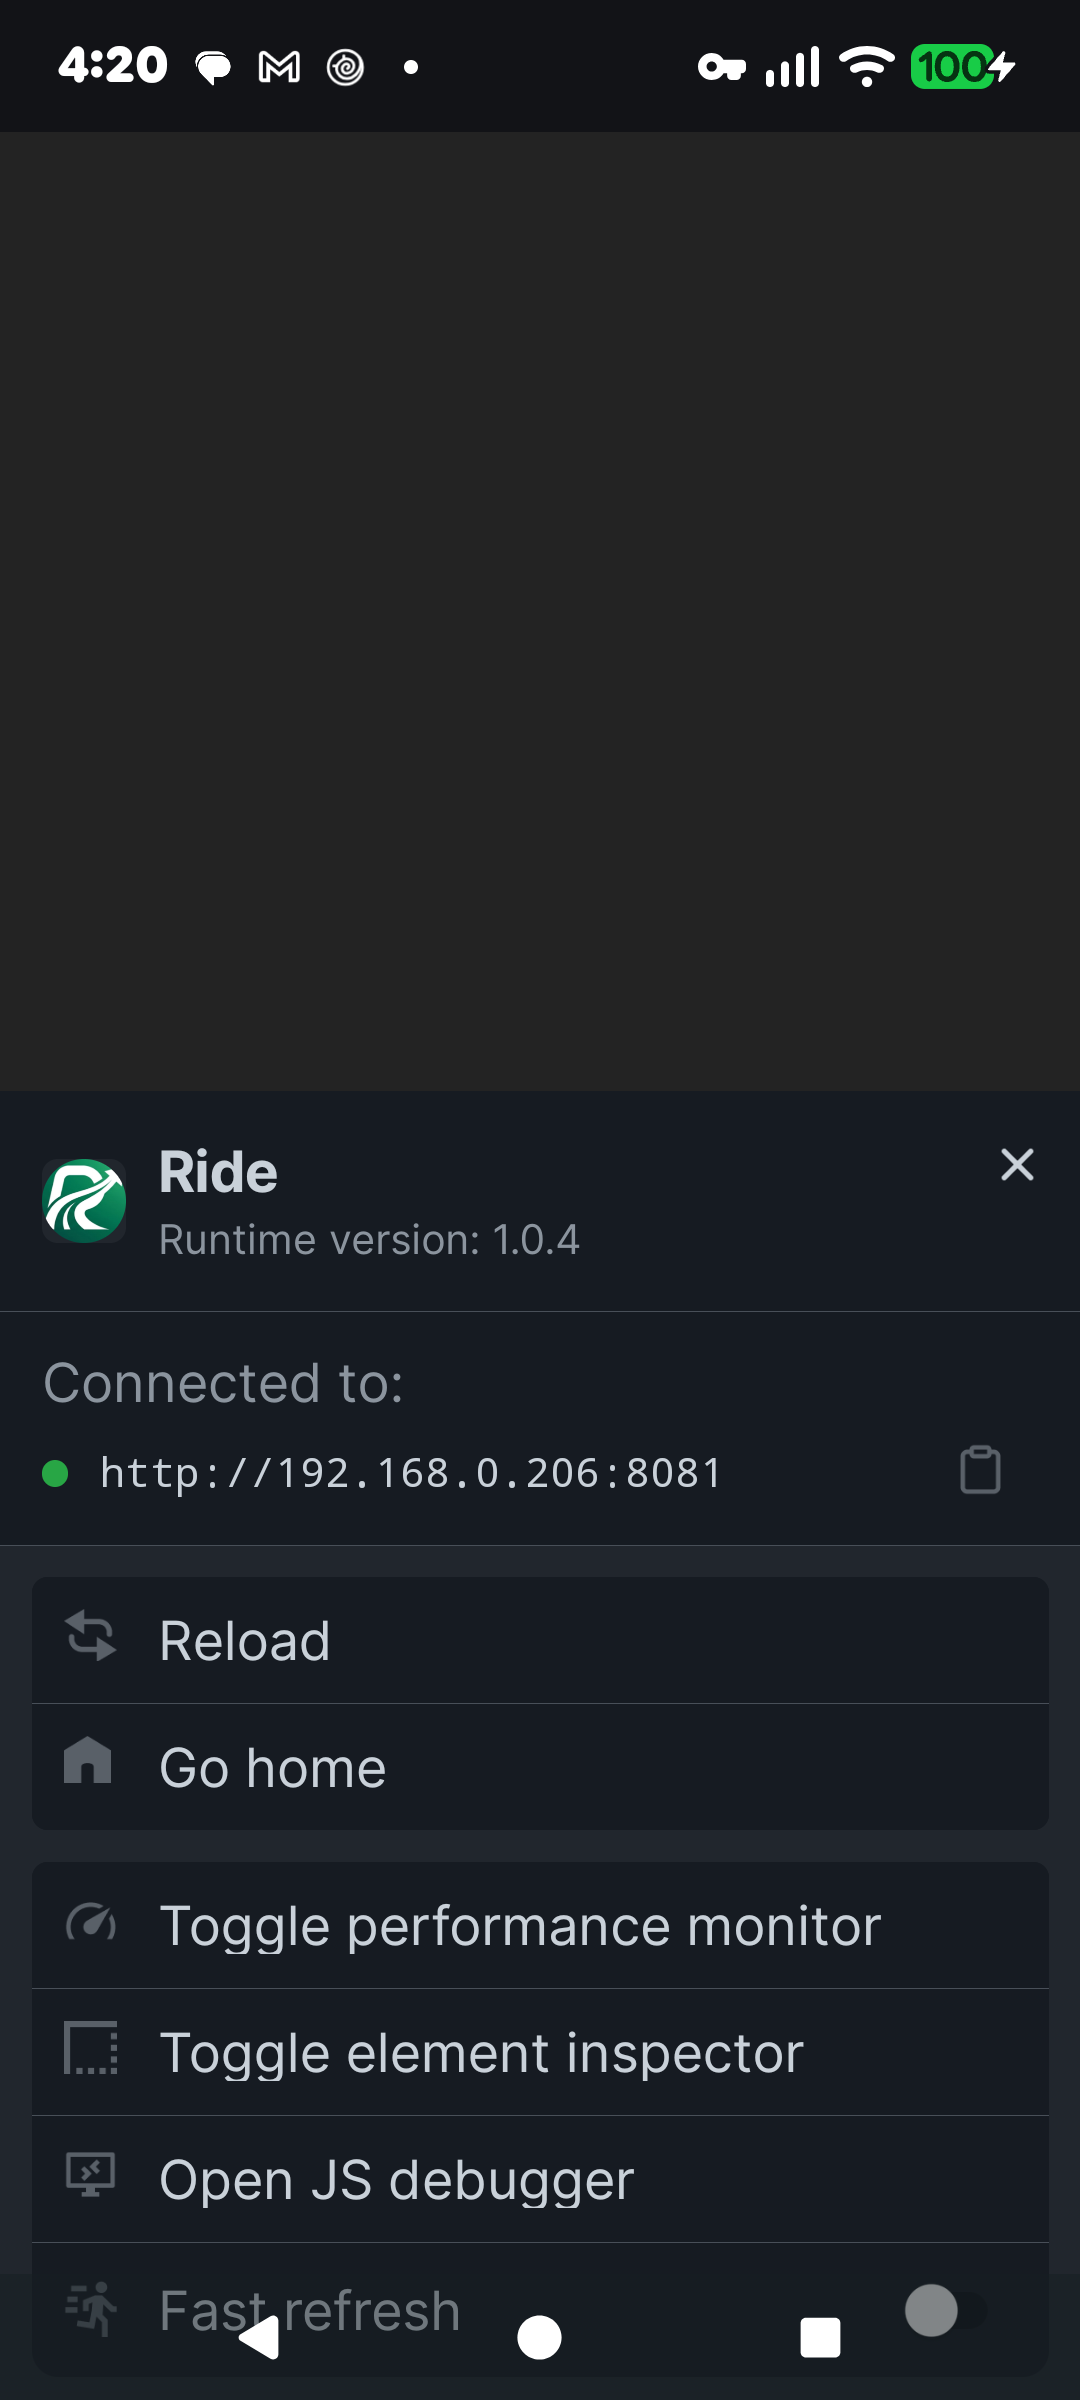 4:20
100
Ride
Runtime version: 1.0.4
Connected to:
http://192.168.0.206:8081
Reload
Go home
Toggle performance monitor
Toggle element inspector
Open JS debugger
Fast refresh